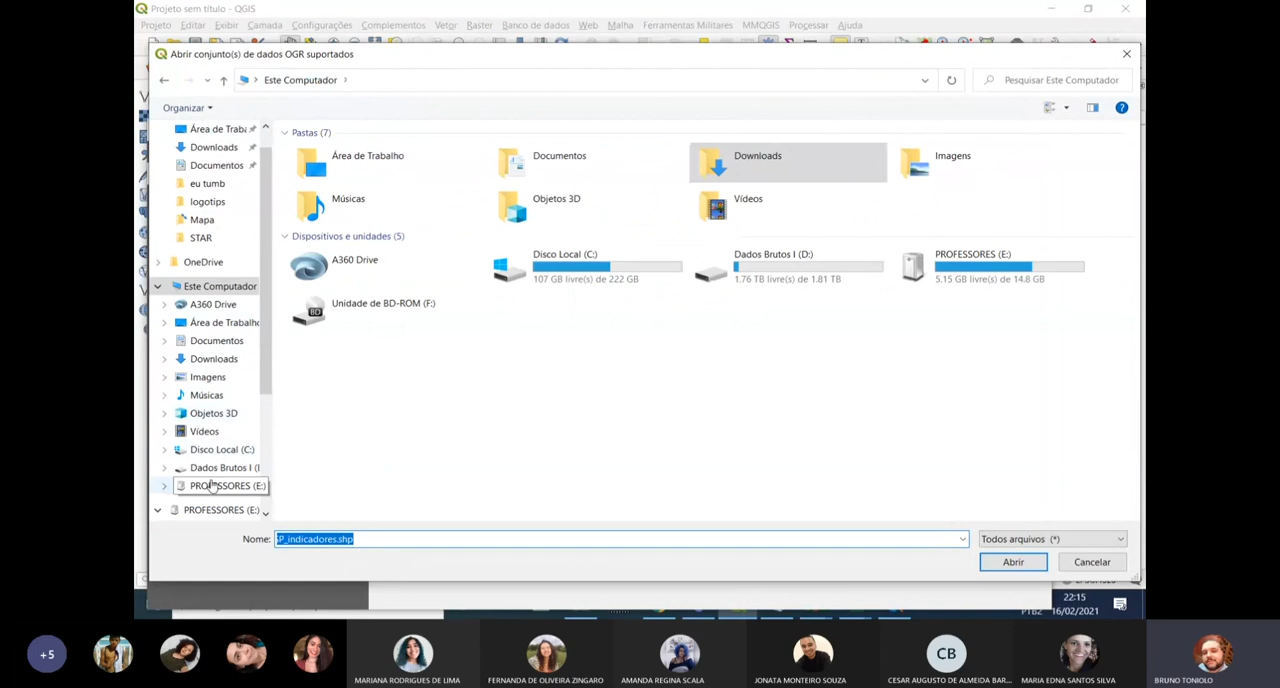 Projeto sem título - QGIS
Projeto Editar Exibir Camada Configurações Complementos Vetor Raster Banco de dados Web Malha Ferramentas Militares MMQGIS Processar Ajuda
Abrir conjunto(s) de dados OGR suportados
Este Computador
Pesquisar Este Computador
Organizar
Área de Traba
Downloads
Documentos
eu tumb
logotips
Mapa
STAR
OneDrive
Este Computador
A360 Drive
Área de Trabalho
Documentos
Downloads
Imagens
Músicas
Objetos 3D
Vídeos
Disco Local (C:)
Dados Brutos I (I
PROFESSORES (E:)
PROFESSORES (E:)
Pastas (7)
Área de Trabalho
Documentos
Downloads
Imagens
Músicas
Objetos 3D
Vídeos
Dispositivos e unidades (5)
A360 Drive
Disco Local (C:)
107 GB livre(s) de 222 GB
Dados Brutos I (D:)
1.76 TB livre(s) de 1.81 TB
PROFESSORES (E:)
5.15 GB livre(s) de 14.8 GB
Unidade de BD-ROM (F:)
BD
Nome:
P_indicadores.shp
Todos arquivos (*)
Abrir
Cancelar
22:15
PTB2 16/02/2021
+5
MARIANA RODRIGUES DE LIMA
FERNANDA DE OLIVEIRA ZINGARO
AMANDA REGINA SCALA
JONATA MONTEIRO SOUZA
CB
CESAR AUGUSTO DE ALMEIDA BAR...
MARIA EDNA SANTOS SILVA
BRUNO TONIOLO